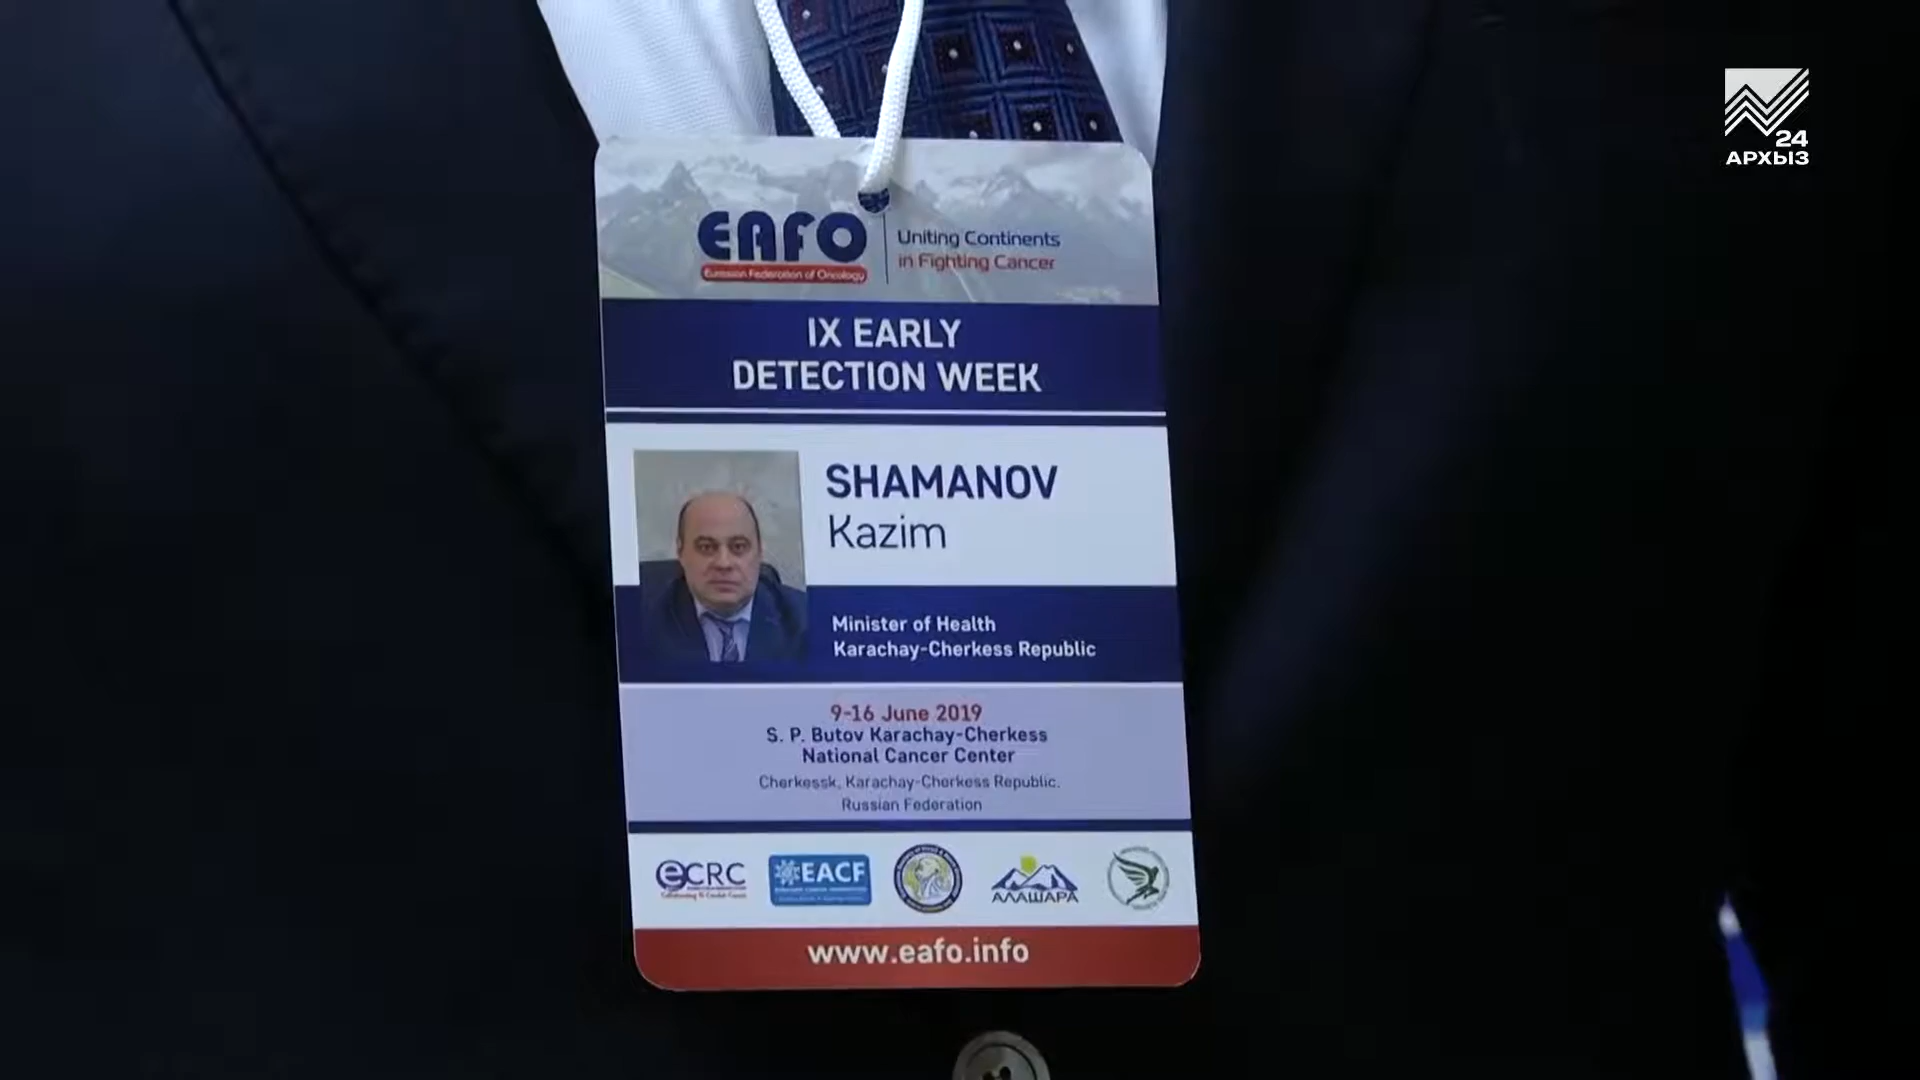 24
АРХЫЗ
EAFO
Eurasian Federation of Oncology
Uniting Continents
in Fighting Cancer
IX EARLY
DETECTION WEEK
SHAMANOV
Kazim
Minister of Health
Karachay-Cherkess Republic
9-16 June 2019
S. P. Butov Karachay-Cherkess
National Cancer Center
Cherkessk, Karachay-Cherkess Republic,
Russian Federation
eCRC
EACF
АЛАШАРА
www.eafo.info